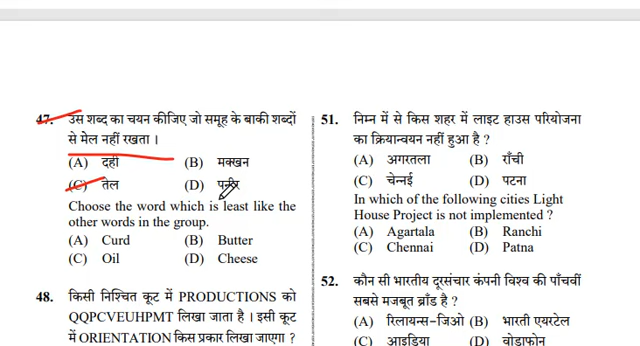 47. उस शब्द का चयन कीजिए जो समूह के बाकी शब्दों
से मेल नहीं रखता ।
(A) दही (B) मक्खन
(C) तेल (D) पनीर
Choose the word which is least like the
other words in the group.
(A) Curd (B) Butter
(C) Oil (D) Cheese
48. किसी निश्चित कूट में PRODUCTIONS को
QQPCVEUHPMT लिखा जाता है । इसी कूट
में ORIENTATION किस प्रकार लिखा जाएगा ?
51. निम्न में से किस शहर में लाइट हाउस परियोजना
का क्रियान्वयन नहीं हुआ है ?
(A) अगरतला (B) राँची
(C) चेन्नई (D) पटना
In which of the following cities Light
House Project is not implemented ?
(A) Agartala (B) Ranchi
(C) Chennai (D) Patna
52. कौन सी भारतीय दूरसंचार कंपनी विश्व की पाँचवीं
सबसे मजबूत ब्राँड है ?
(A) रिलायन्स-जिओ (B) भारती एयरटेल
(C) आइडिया (D) वोडाफोन